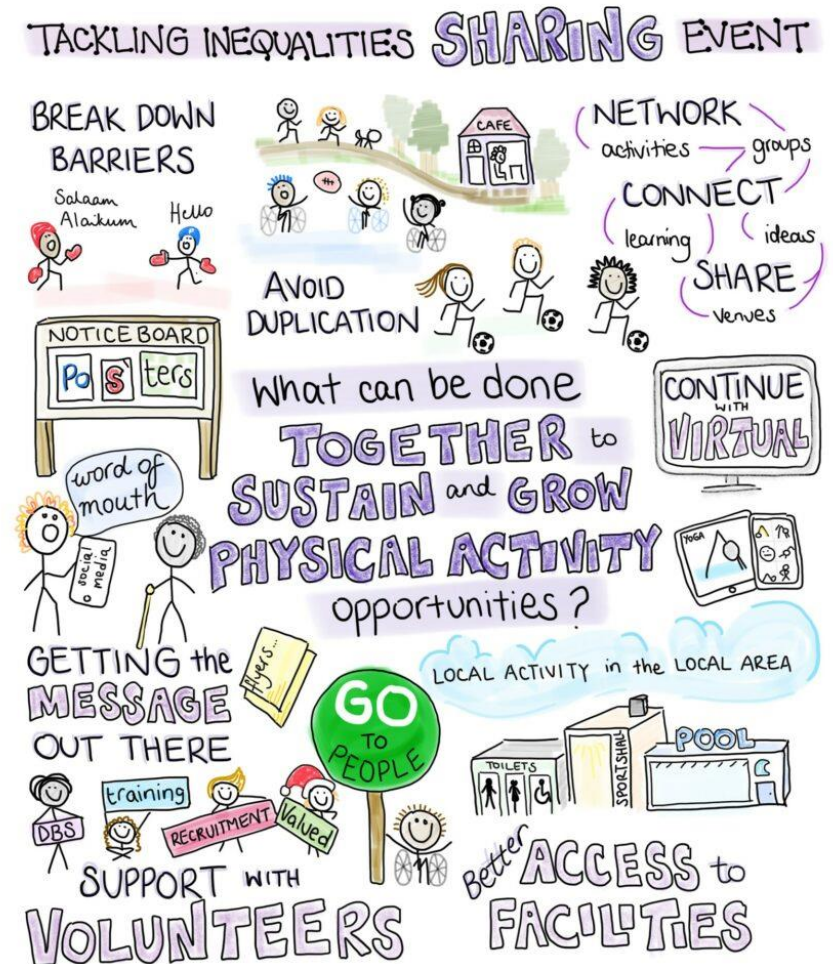 TACKLING INEQUALITIES SHARING EVENT
BREAK DOWN
BARRIERS
Salaam
Alaikum
Hello
CAFE
NETWORK
activities
groups
CONNECT
learning
ideas
SHARE
venues
AVOID
DUPLICATION
NOTICE BOARD
Posters
What can be done
TOGETHER to
SUSTAIN and GROW
PHYSICAL ACTIVITY
opportunities?
CONTINUE
WITH
VIRTUAL
YOGA
word of
mouth
social
media
GETTING the
MESSAGE
OUT THERE
flyers...
GO
TO
PEOPLE
LOCAL ACTIVITY in the LOCAL AREA
TOILETS
SPORTSHALL
POOL
DBS
training
RECRUITMENT
Valued
SUPPORT WITH
VOLUNTEERS
Better ACCESS to
FACILITIES